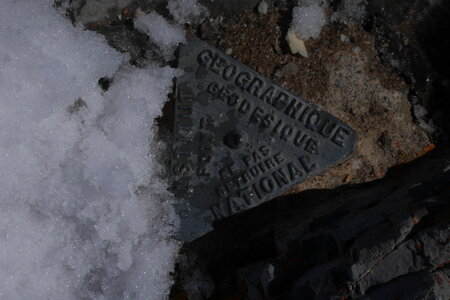 GEOGRAPHIQUE
GEODESIQUE
NE PAS
DETRUIRE
NATIONAL